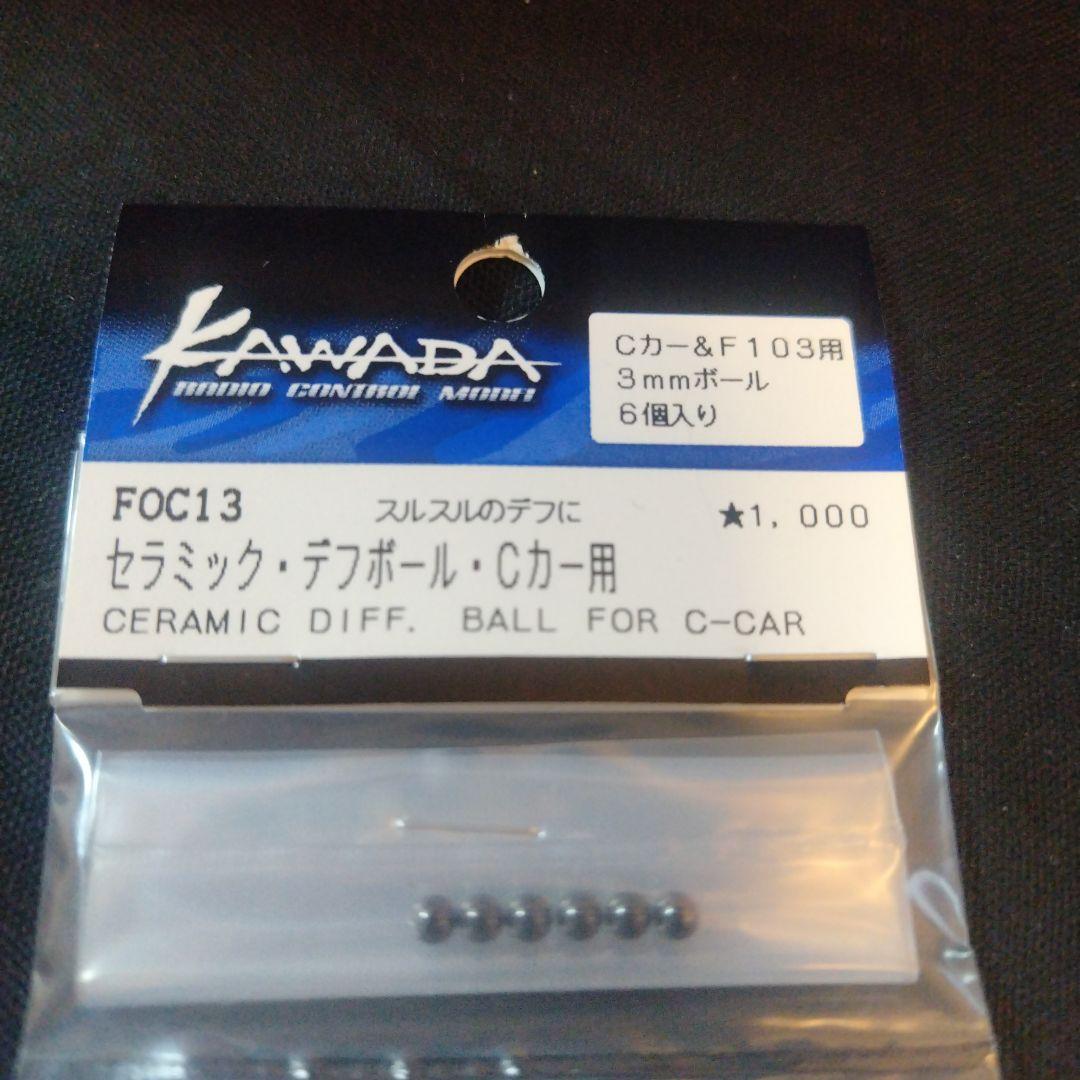 KAWADA
RADIO CONTROL MODEL
Cカー&F103用
3mmボール
6個入り
FOC13
スルスルのデフに
★1,000
セラミック・デフボール・Cカー用
CERAMIC DIFF. BALL FOR C-CAR